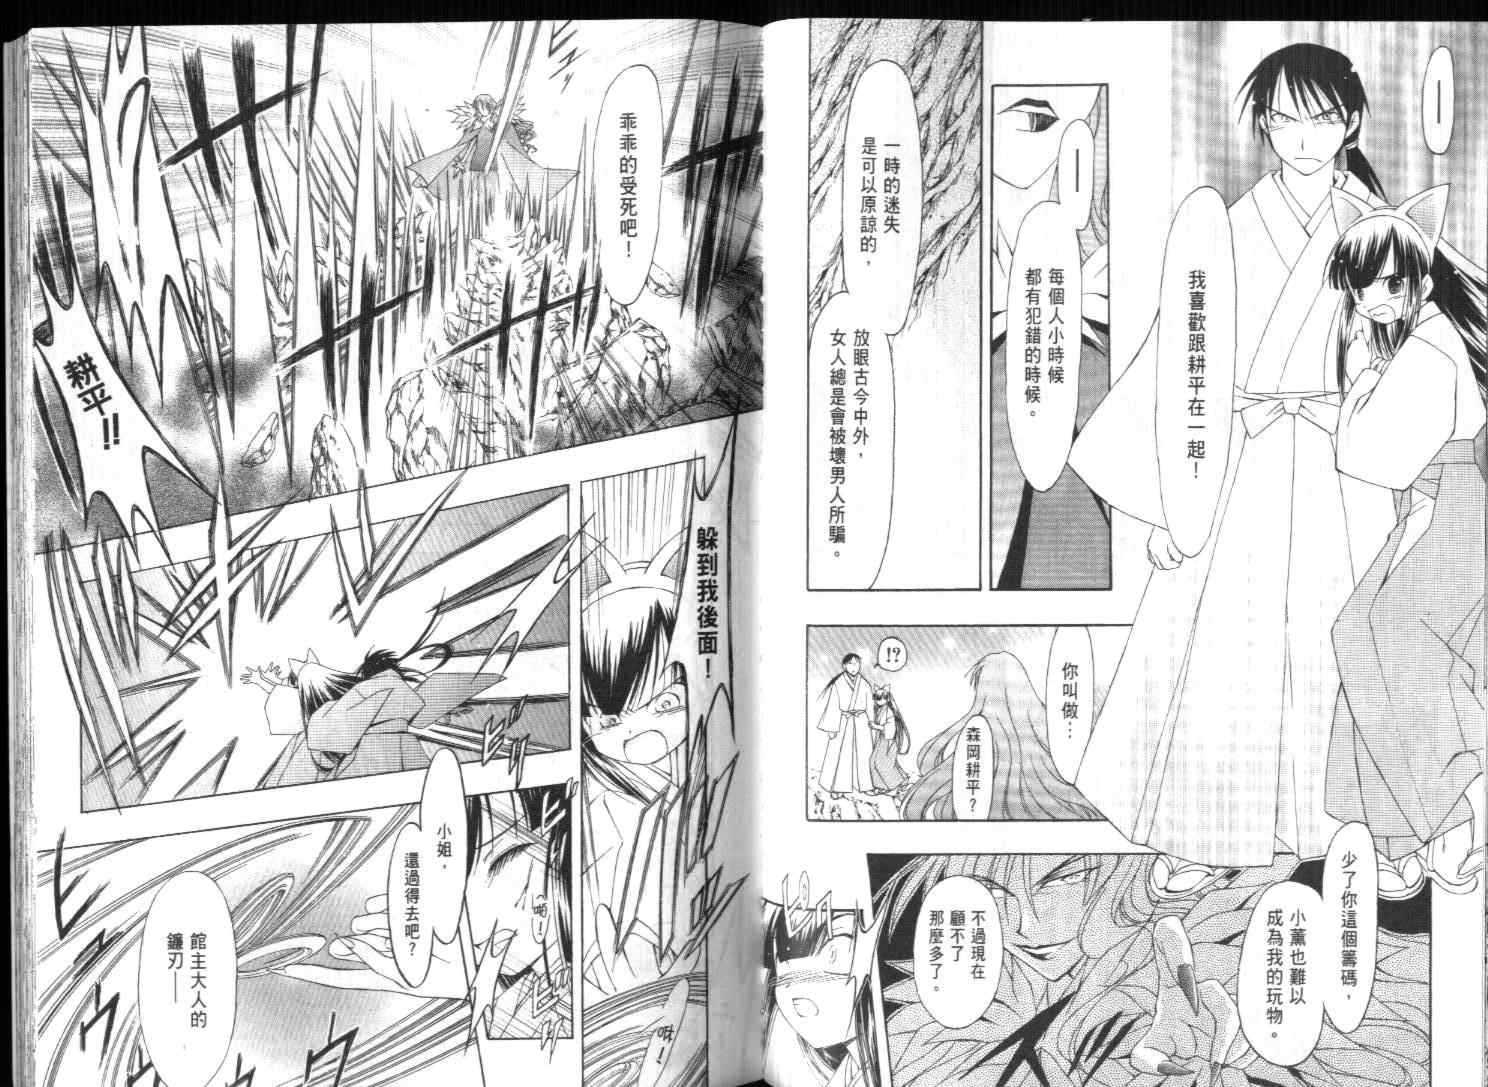 —
我喜歡跟耕平在一起！
—
每個人小時候
都有犯錯的時候。
一時的迷失
是可以原諒的，
放眼古今中外，
女人總是會被壞男人所騙。
你叫做…
森岡耕平？
!?
少了你這個籌碼，
小薰也難以
成為我的玩物。
不過現在
顧不了
那麼多了。
乖乖的受死吧！
耕平!!
躲到我後面！
ビビビ
小姐，
還過得去吧？
館主大人的
鐮刃——